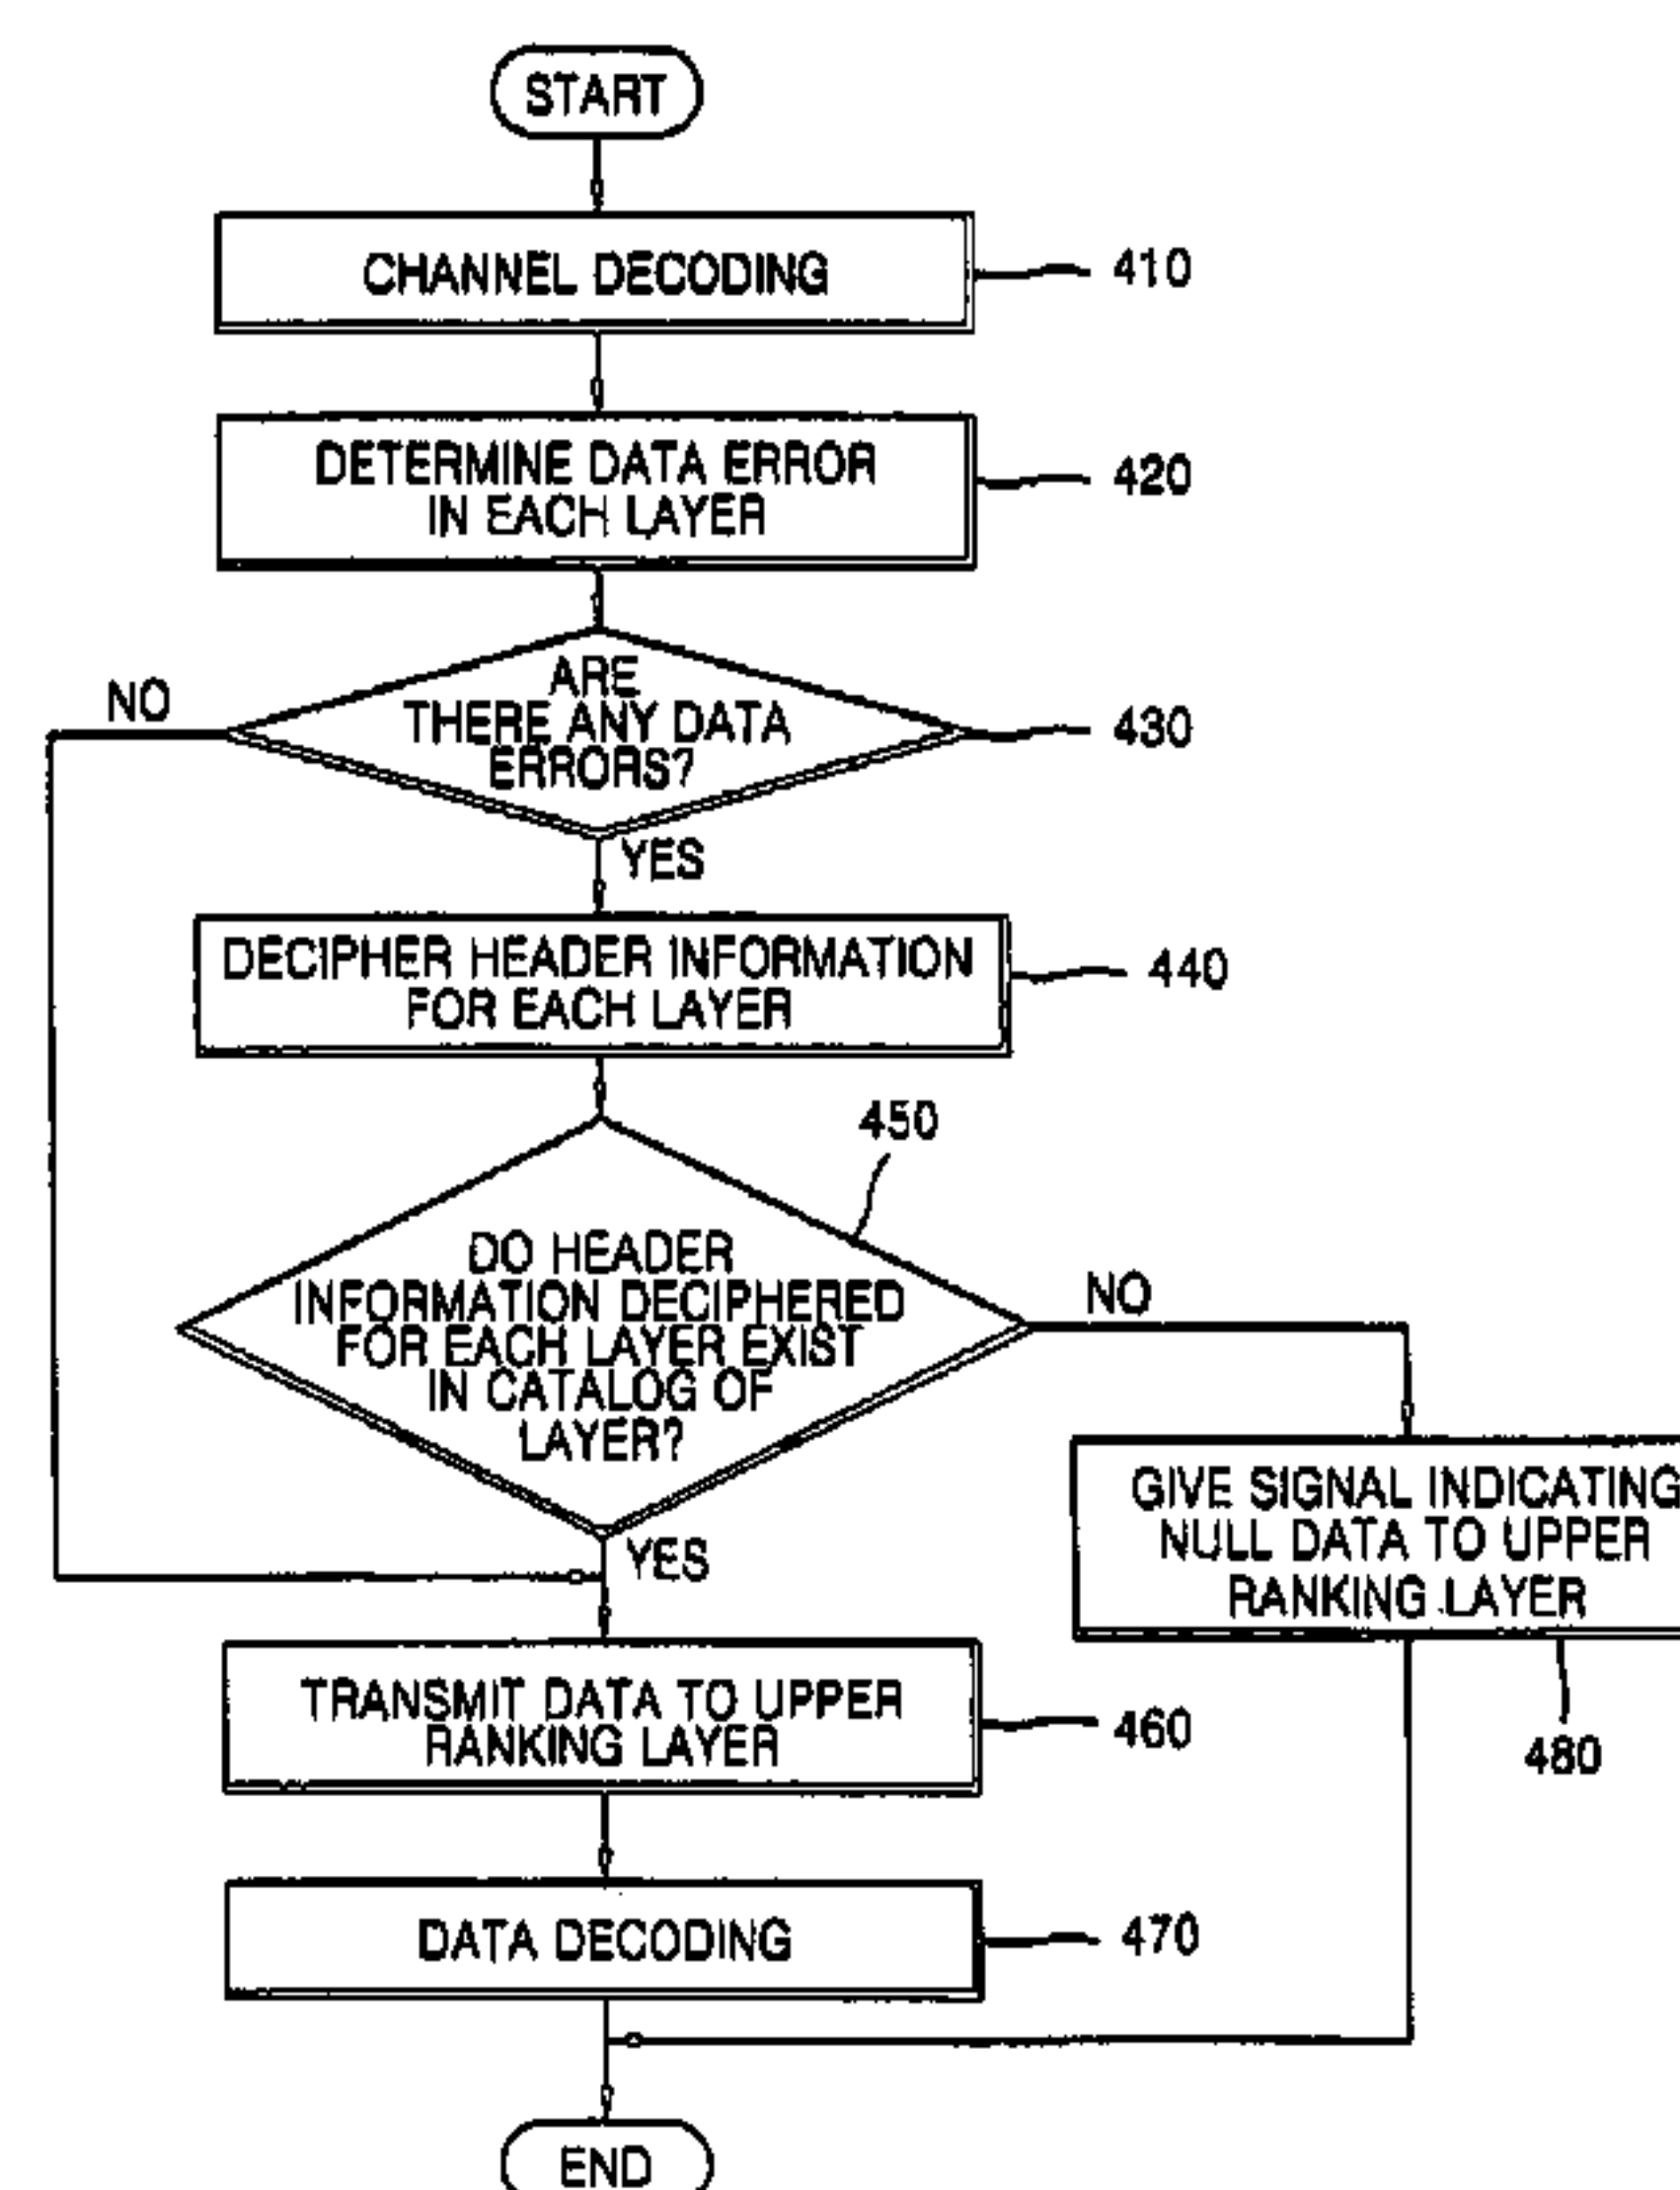 START
CHANNEL DECODING
410
DETERMINE DATA ERROR
IN EACH LAYER
420
ARE
THERE ANY DATA
ERRORS?
430
NO
YES
DECIPHER HEADER INFORMATION
FOR EACH LAYER
440
450
DO HEADER
INFORMATION DECIPHERED
FOR EACH LAYER EXIST
IN CATALOG OF
LAYER?
NO
YES
GIVE SIGNAL INDICATING
NULL DATA TO UPPER
RANKING LAYER
480
TRANSMIT DATA TO UPPER
RANKING LAYER
460
DATA DECODING
470
END